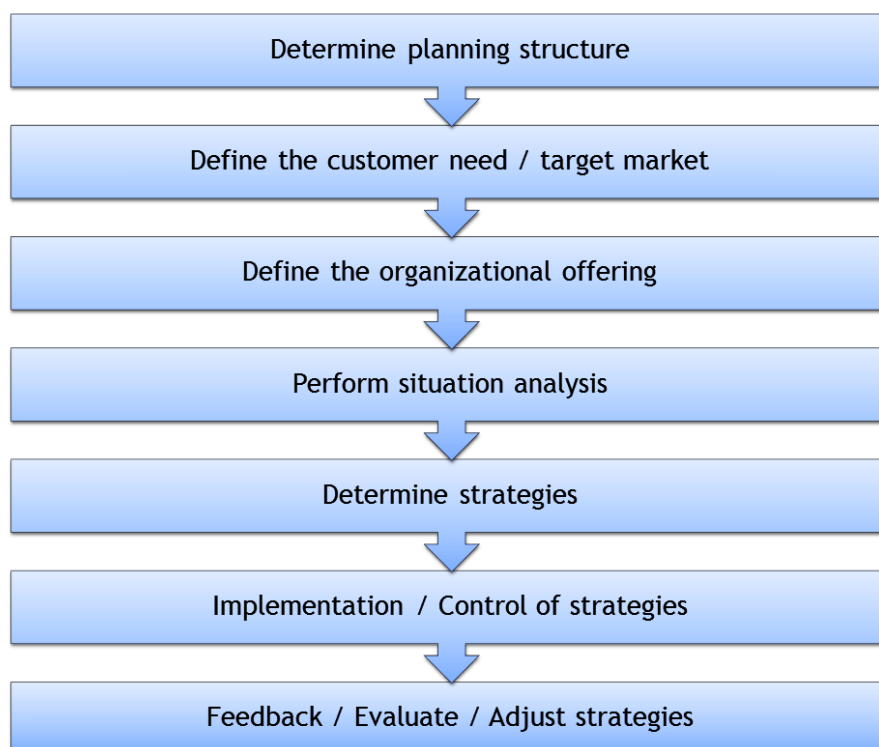 Determine planning structure
Define the customer need / target market
Define the organizational offering
Perform situation analysis
Determine strategies
Implementation / Control of strategies
Feedback / Evaluate / Adjust strategies